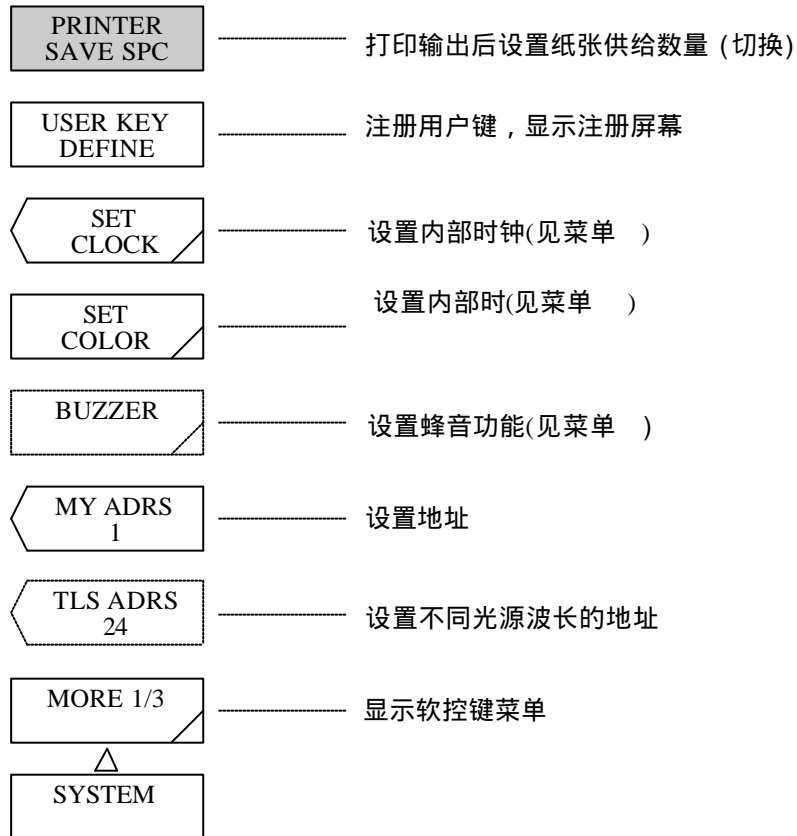 PRINTER
SAVE SPC
打印输出后设置纸张供给数量 (切换)
USER KEY
DEFINE
注册用户键，显示注册屏幕
SET
CLOCK
设置内部时钟(见菜单 )
SET
COLOR
设置内部时(见菜单 )
BUZZER
设置蜂音功能(见菜单 )
MY ADRS
1
设置地址
TLS ADRS
24
设置不同光源波长的地址
MORE 1/3
显示软控键菜单
SYSTEM